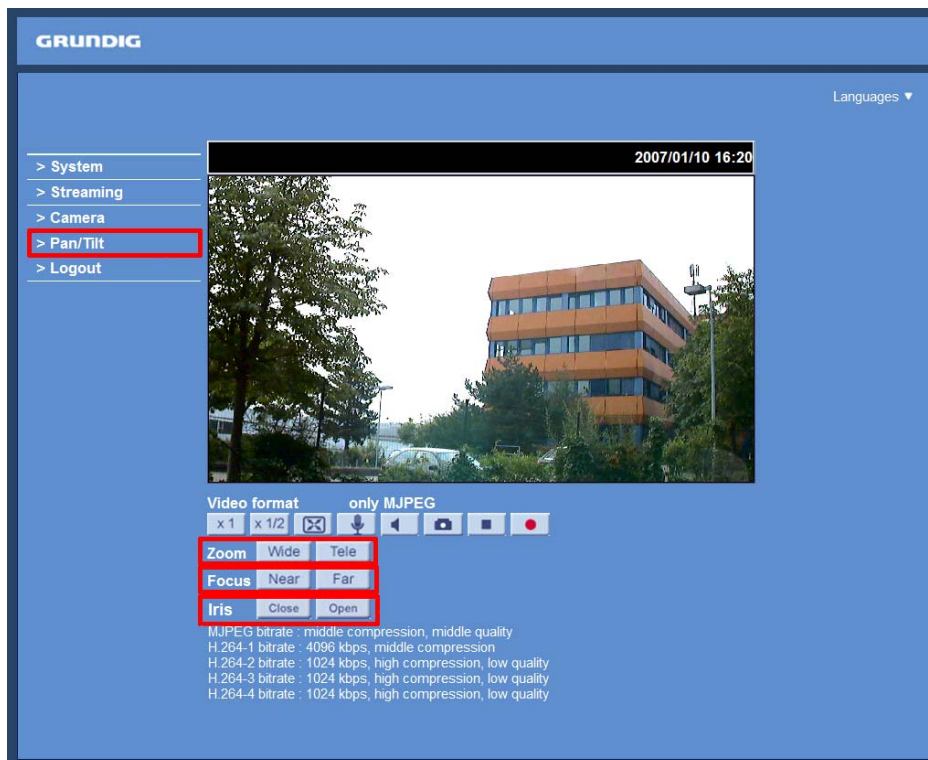 GRUNDIG
Languages ▼
> System
> Streaming
> Camera
> Pan/Tilt
> Logout
2007/01/10 16:20
Video format only MJPEG
x 1 x 1/2
Zoom Wide Tele
Focus Near Far
Iris Close Open
MJPEG bitrate : middle compression, middle quality
H.264-1 bitrate : 4096 kbps, middle compression
H.264-2 bitrate : 1024 kbps, high compression, low quality
H.264-3 bitrate : 1024 kbps, high compression, low quality
H.264-4 bitrate : 1024 kbps, high compression, low quality